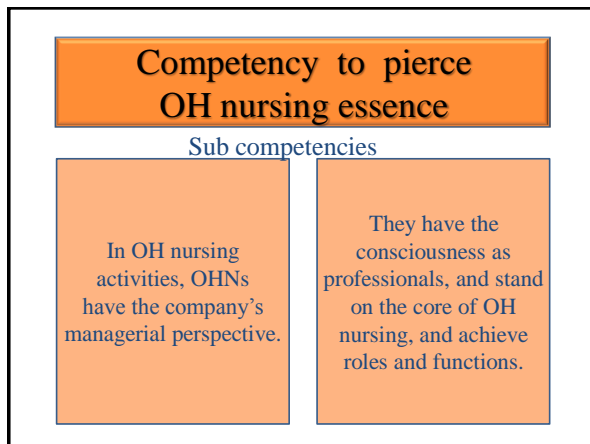 Competency to pierce
OH nursing essence
Sub competencies
In OH nursing
activities, OHNs
have the company’s
managerial perspective.
They have the
consciousness as
professionals, and stand
on the core of OH
nursing, and achieve
roles and functions.